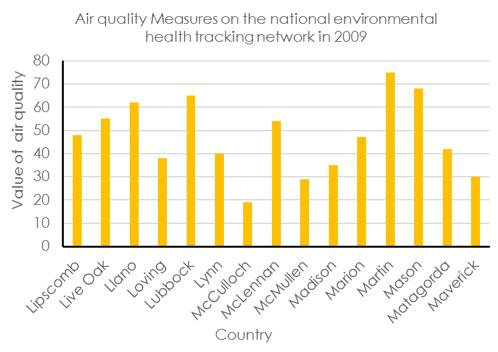 Air quality Measures on the national environmental
health tracking network in 2009
Value of air quality
80
70
60
50
40
30
20
10
0
Lipscomb
Live Oak
Llano
Loving
Lubbock
Lynn
McCulloch
McLennan
McMullen
Madison
Marion
Martin
Mason
Matagorda
Maverick
Country